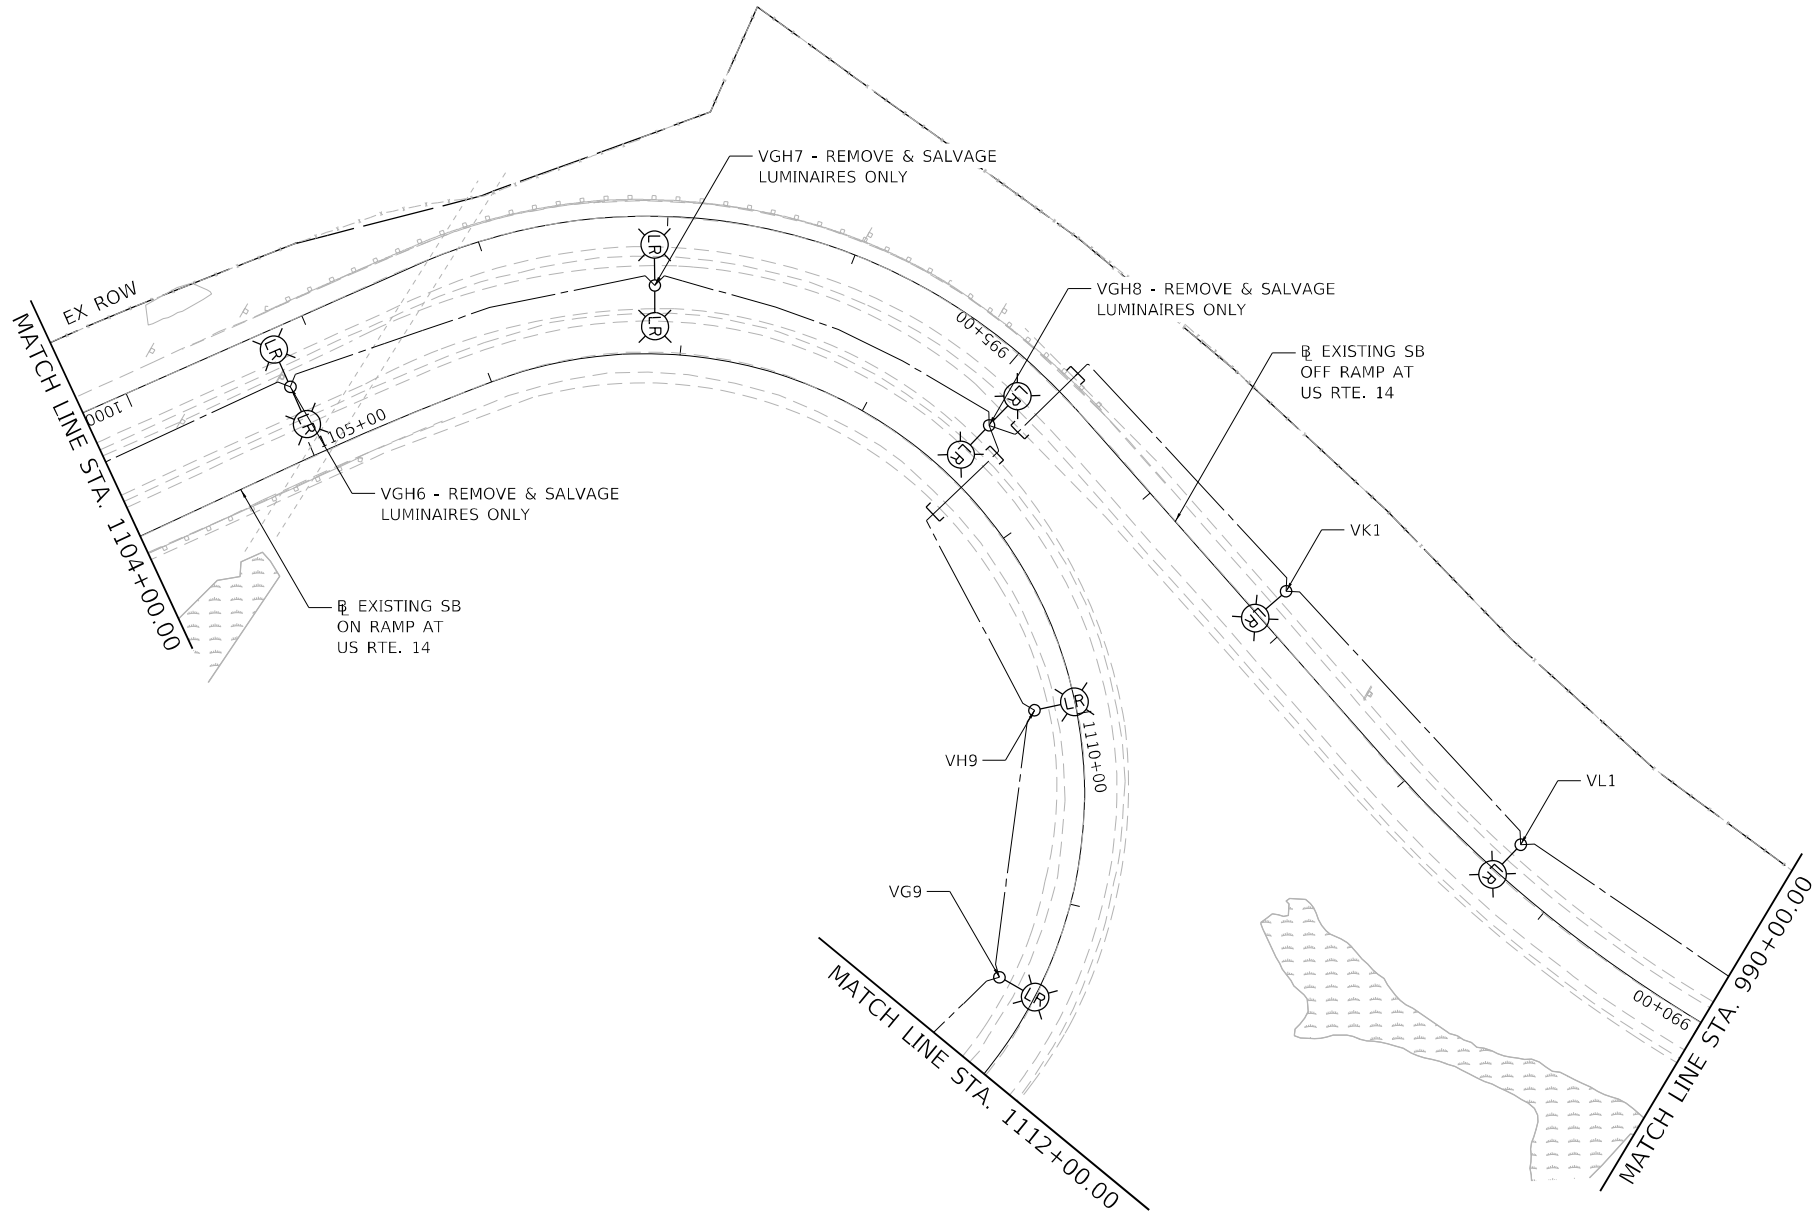 VGH7 - REMOVE & SALVAGE
LUMINAIRES ONLY
VGH8 - REMOVE & SALVAGE
LUMINAIRES ONLY
EX ROW
MATCH LINE STA. 1104+00.00
LR
LR
LR
LR
LR
LR
995+00
℄ EXISTING SB
OFF RAMP AT
US RTE. 14
1000
1105+00
VGH6 - REMOVE & SALVAGE
LUMINAIRES ONLY
VK1
LR
℄ EXISTING SB
ON RAMP AT
US RTE. 14
LR
1110+00
VH9
VL1
LR
VG9
LR
990+00
MATCH LINE STA. 1112+00.00
MATCH LINE STA. 990+00.00